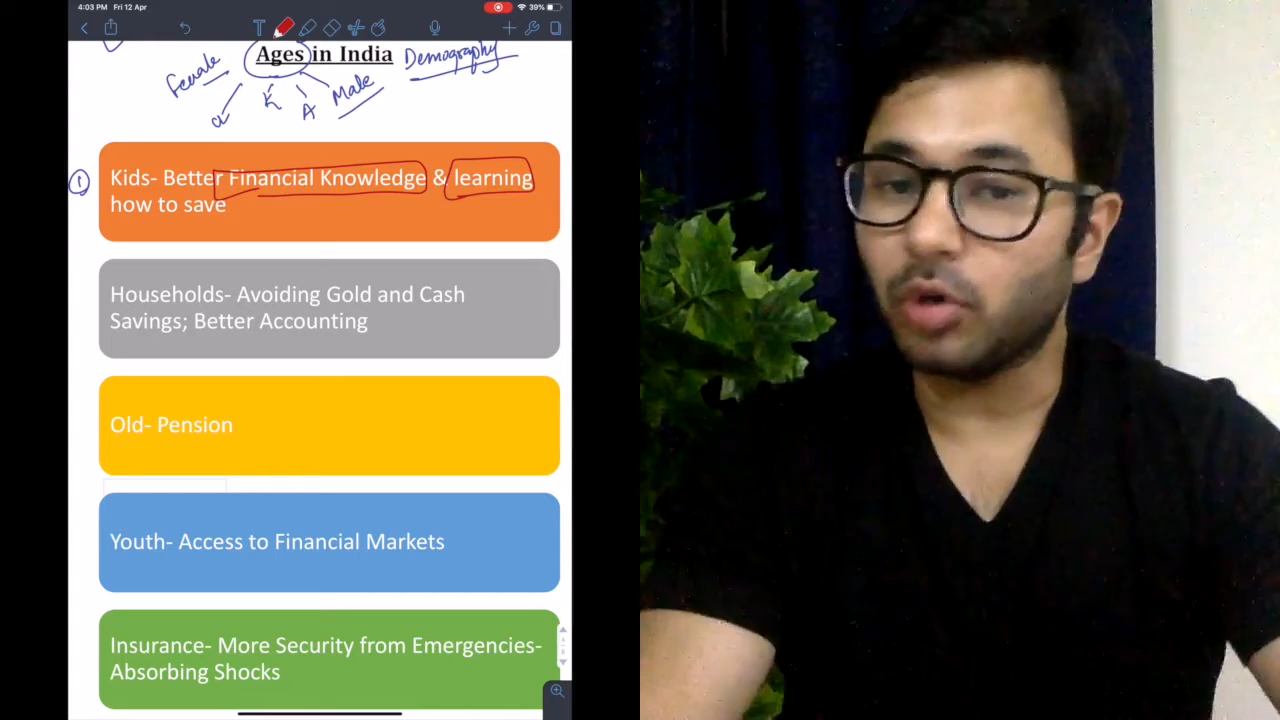 4:03 PM Fri 12 Apr
39%
Ages in India
Demography
Female
Male
K
A
1
Kids- Better Financial Knowledge & learning
how to save
Households- Avoiding Gold and Cash
Savings; Better Accounting
Old- Pension
Youth- Access to Financial Markets
Insurance- More Security from Emergencies-
Absorbing Shocks